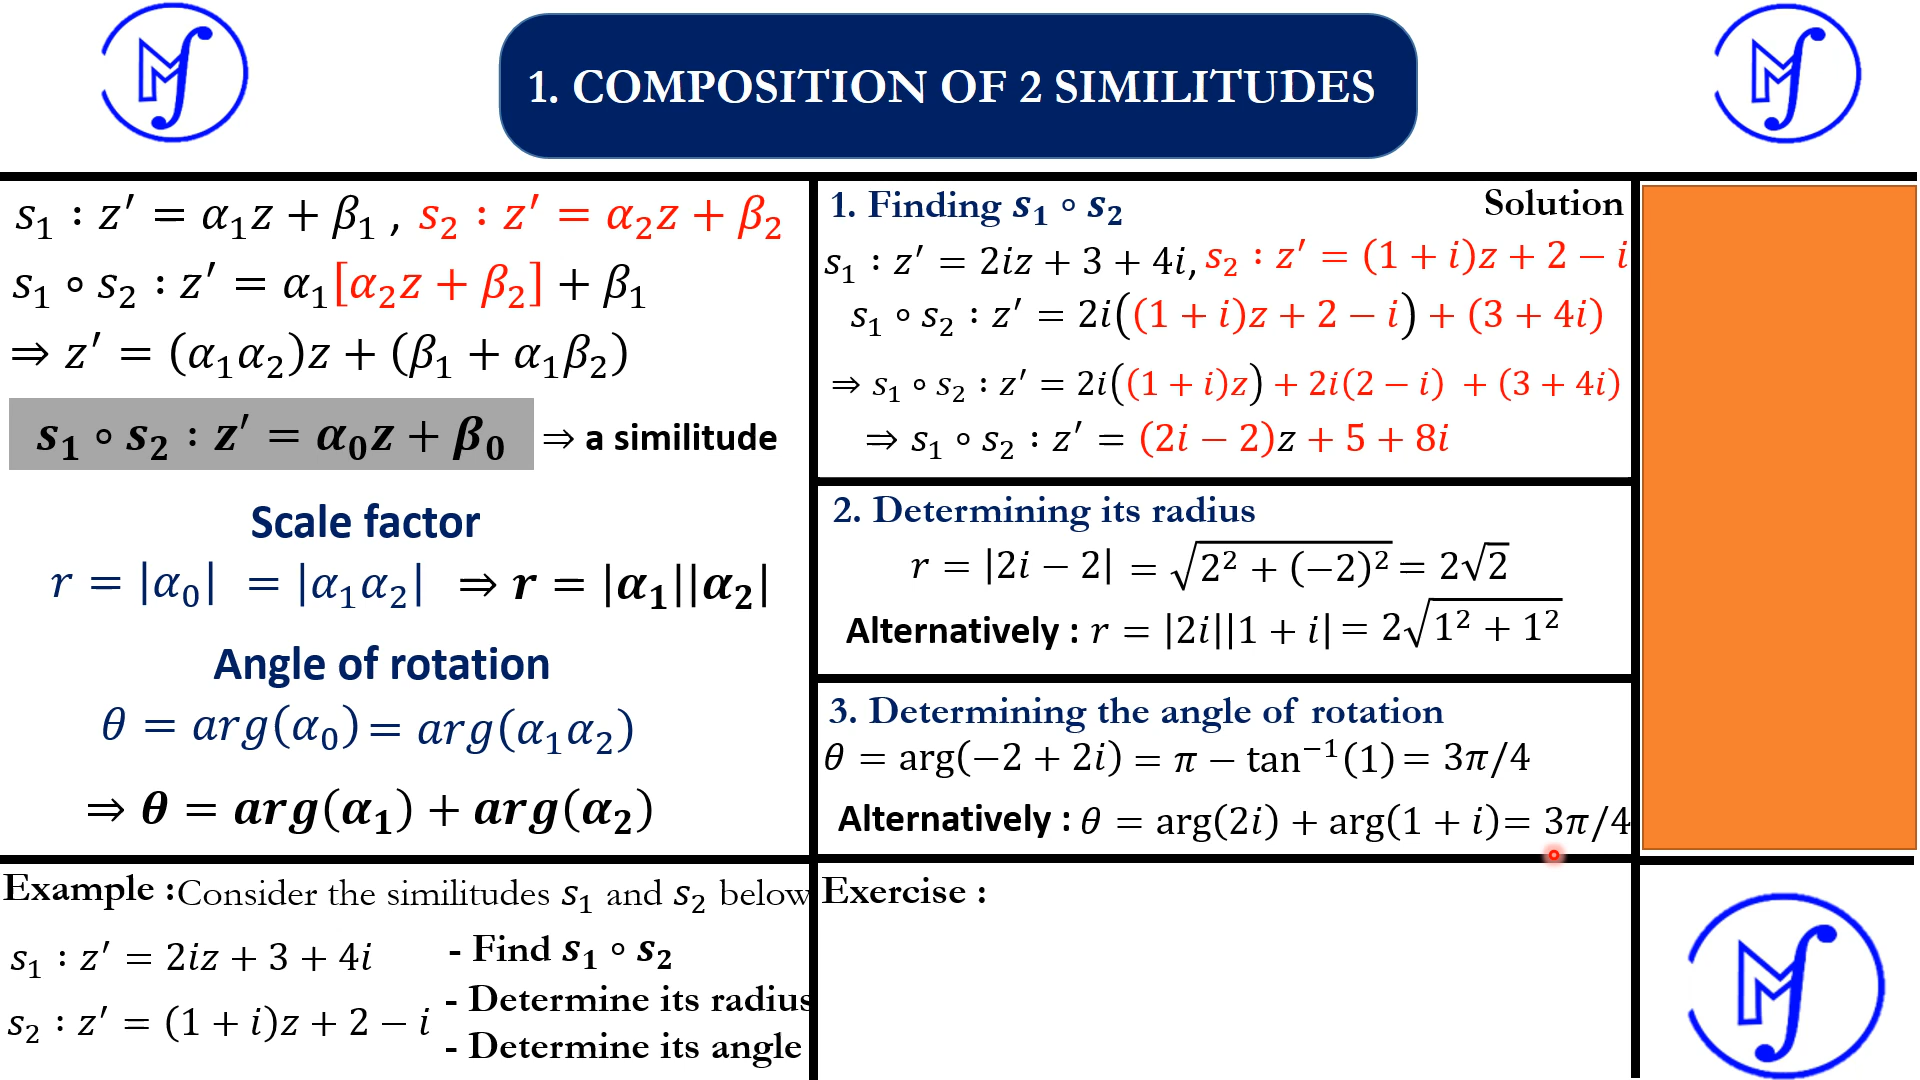 1. COMPOSITION OF 2 SIMILITUDES
s₁ : z′ = α₁z + β₁ , s₂ : z′ = α₂z + β₂
s₁ ∘ s₂ : z′ = α₁[α₂z + β₂] + β₁
⇒ z′ = (α₁α₂)z + (β₁ + α₁β₂)
s₁ ∘ s₂ : z′ = α₀z + β₀ ⇒ a similitude
Scale factor
r = |α₀| = |α₁α₂| ⇒ r = |α₁||α₂|
Angle of rotation
θ = arg(α₀) = arg(α₁α₂)
⇒ θ = arg(α₁) + arg(α₂)
Example : Consider the similitudes s₁ and s₂ below
s₁ : z′ = 2iz + 3 + 4i
s₂ : z′ = (1 + i)z + 2 − i
- Find s₁ ∘ s₂
- Determine its radius
- Determine its angle
1. Finding s₁ ∘ s₂ Solution
s₁ : z′ = 2iz + 3 + 4i, s₂ : z′ = (1 + i)z + 2 − i
s₁ ∘ s₂ : z′ = 2i((1 + i)z + 2 − i) + (3 + 4i)
⇒ s₁ ∘ s₂ : z′ = 2i((1 + i)z) + 2i(2 − i) + (3 + 4i)
⇒ s₁ ∘ s₂ : z′ = (2i − 2)z + 5 + 8i
2. Determining its radius
r = |2i − 2| = √(2² + (−2)²) = 2√2
Alternatively : r = |2i||1 + i| = 2√(1² + 1²)
3. Determining the angle of rotation
θ = arg(−2 + 2i) = π − tan⁻¹(1) = 3π/4
Alternatively : θ = arg(2i) + arg(1 + i) = 3π/4
Exercise :